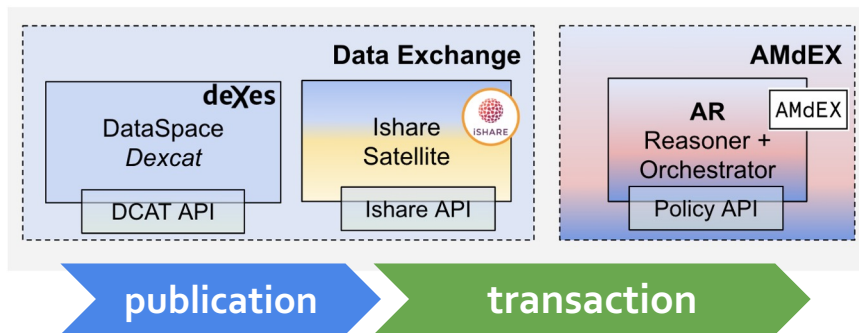 Data Exchange
deXes
DataSpace
Dexcat
DCAT API
Ishare
Satellite
iSHARE
Ishare API
AMdEX
AR
AMdEX
Reasoner +
Orchestrator
Policy API
publication
transaction